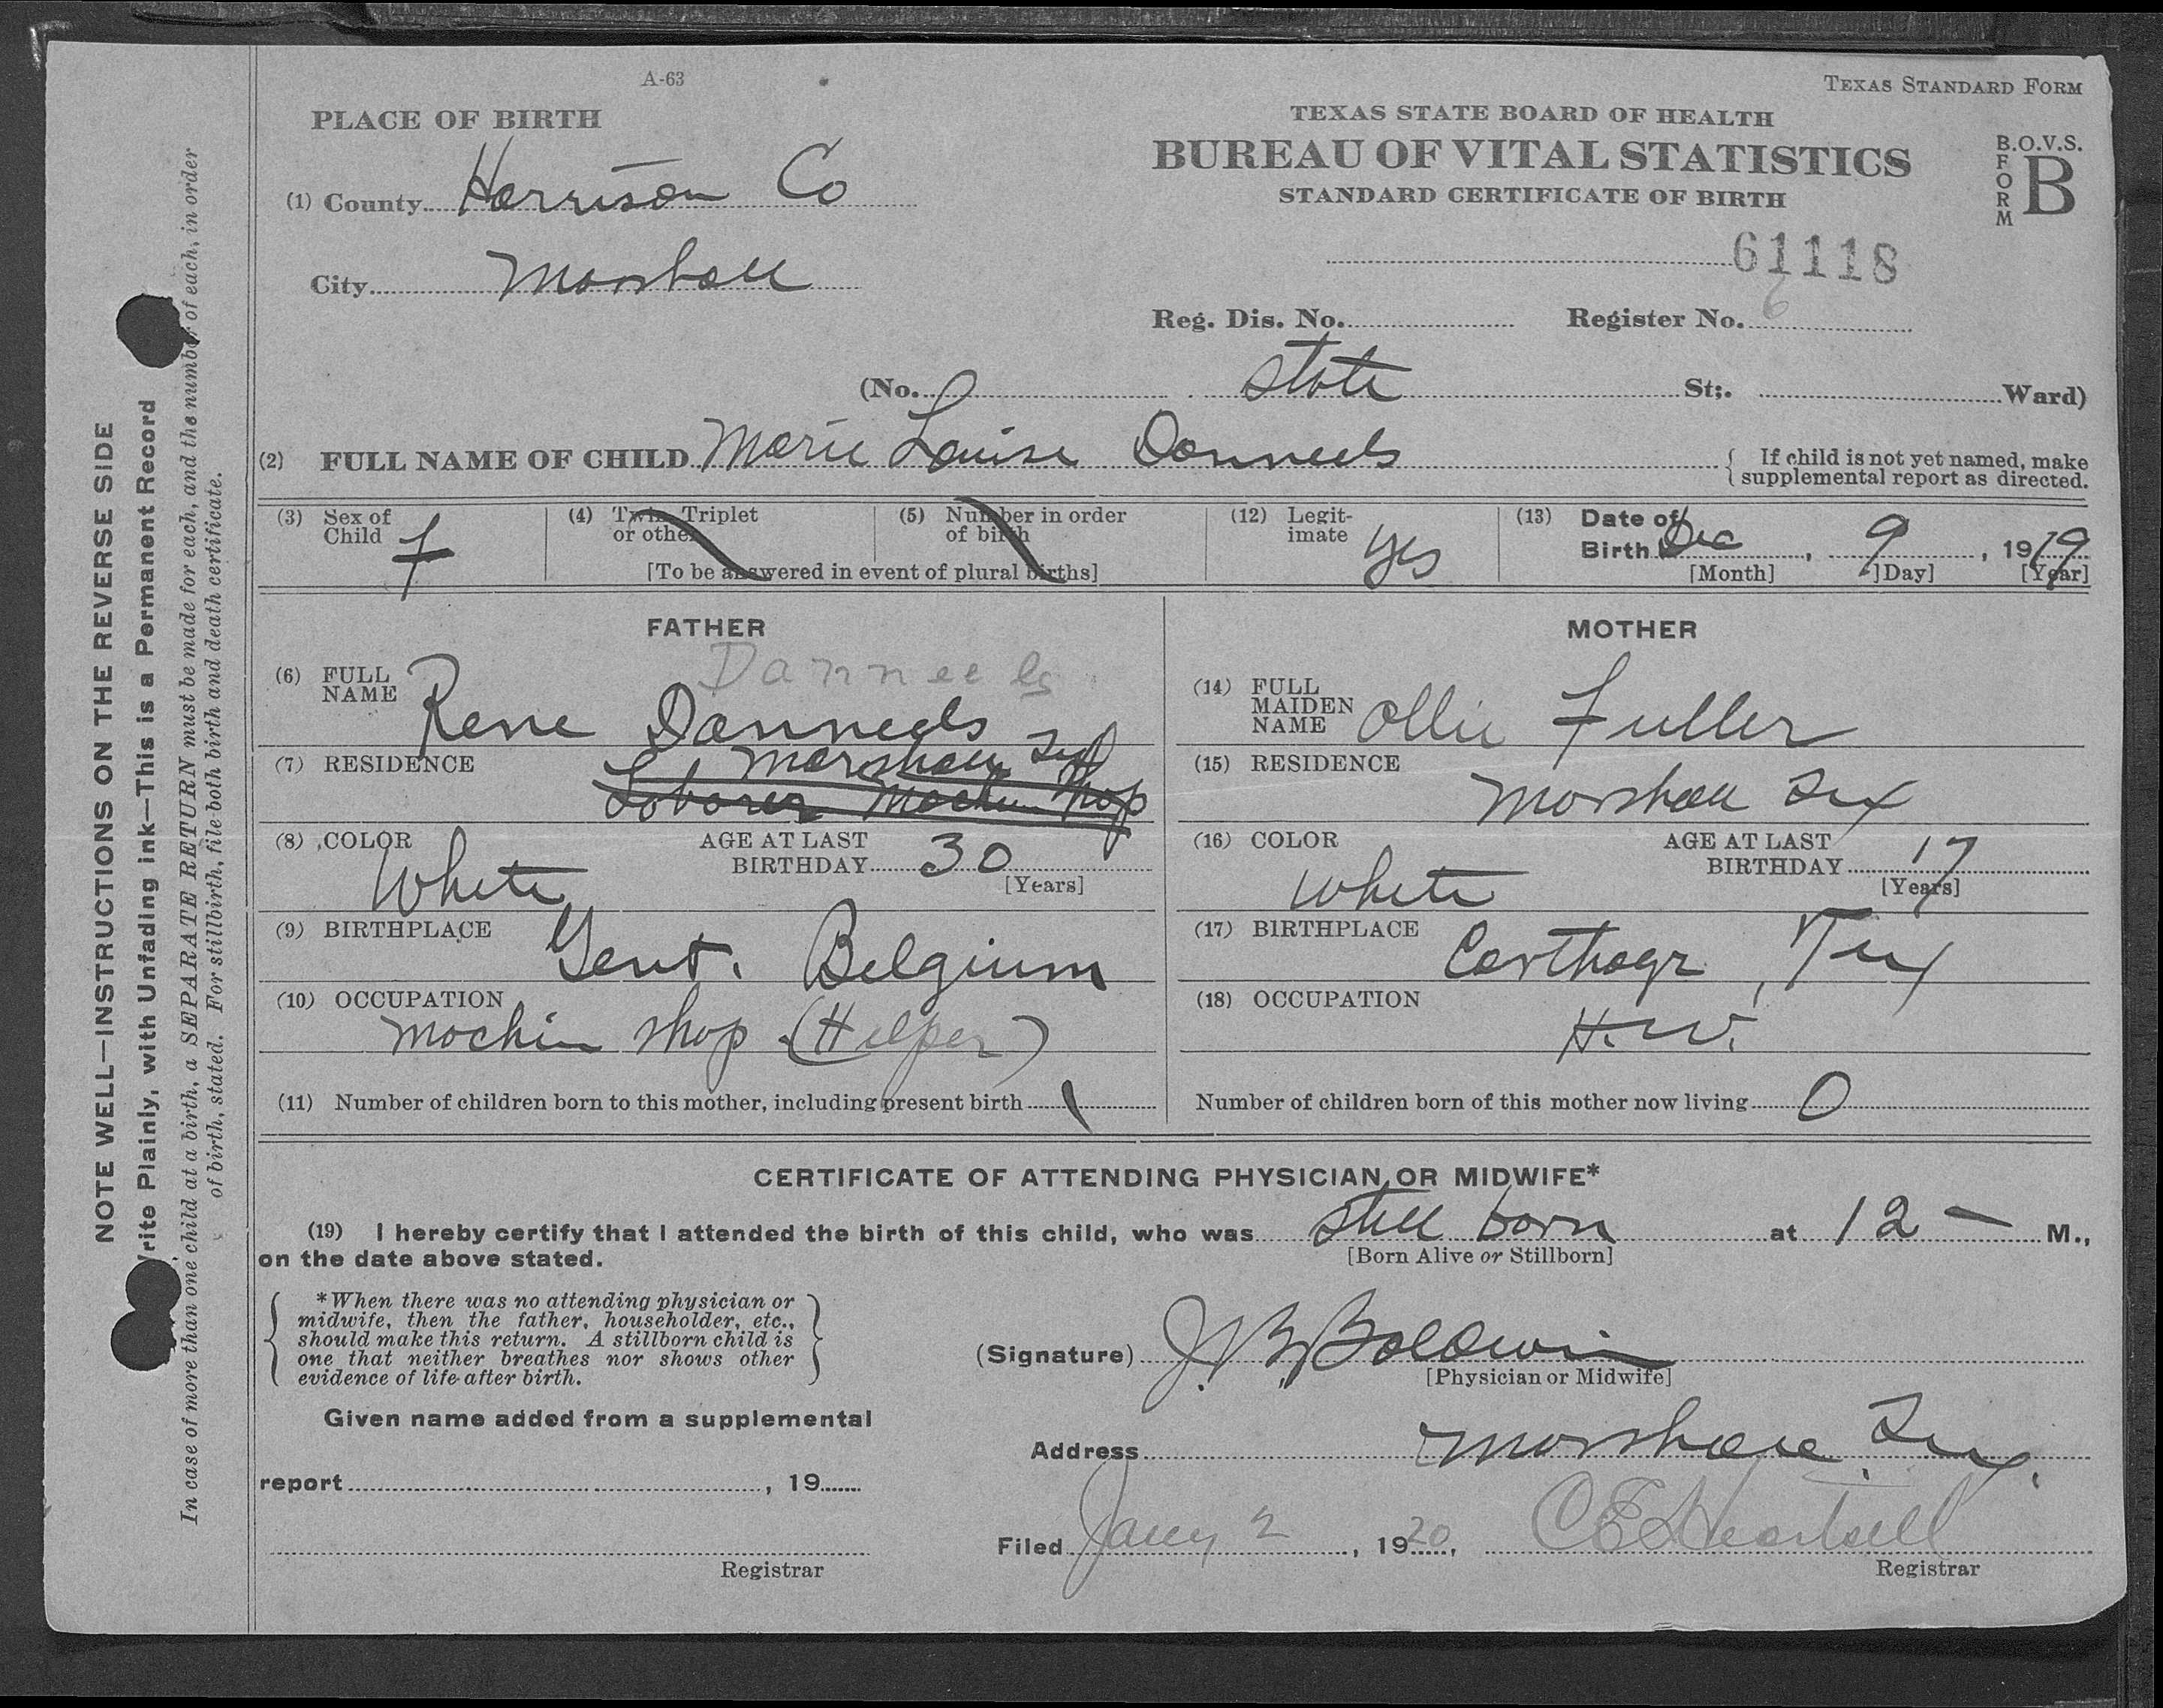 A-63
TEXAS STANDARD FORM
PLACE OF BIRTH
TEXAS STATE BOARD OF HEALTH
BUREAU OF VITAL STATISTICS
STANDARD CERTIFICATE OF BIRTH
B.O.V.S.
FORM B
(1) County Harrison Co
61118
City Marshall
Reg. Dis. No. Register No. 6
(No. State St;. Ward)
(2) FULL NAME OF CHILD Marie Louise Danneels { If child is not yet named, make
supplemental report as directed.
(3) Sex of Child f
(4) Twin, Triplet or other
(5) Number in order of birth
[To be answered in event of plural births]
(12) Legitimate yes
(13) Date of Birth Dec, 9, 1919
[Month] [Day] [Year]
FATHER
Danneels
(6) FULL NAME Rene Danneels
(7) RESIDENCE Marshall Tex
Laborer Machin Shop
(8) COLOR White AGE AT LAST BIRTHDAY 30
[Years]
(9) BIRTHPLACE Gent. Belgium
(10) OCCUPATION Machin Shop (Helper)
(11) Number of children born to this mother, including present birth 1
MOTHER
(14) FULL MAIDEN NAME Ollie Fuller
(15) RESIDENCE Marshall Tex
(16) COLOR White AGE AT LAST BIRTHDAY 17
[Years]
(17) BIRTHPLACE Carthage, Tex
(18) OCCUPATION H.W.
Number of children born of this mother now living 0
CERTIFICATE OF ATTENDING PHYSICIAN OR MIDWIFE*
(19) I hereby certify that I attended the birth of this child, who was Still born at 12 — M.,
[Born Alive or Stillborn]
on the date above stated.
*When there was no attending physician or
midwife, then the father, householder, etc.,
should make this return. A stillborn child is
one that neither breathes nor shows other
evidence of life after birth.
(Signature) J. B. Baldwin
[Physician or Midwife]
Given name added from a supplemental
Address Marshall Tex.
report , 19
Filed Jany 2, 1920, C E Heartsell
Registrar
Registrar
NOTE WELL—INSTRUCTIONS ON THE REVERSE SIDE
rite Plainly, with Unfading ink—This is a Permanent Record
In case of more than one child at a birth, a SEPARATE RETURN must be made for each, and the number of each, in order
of birth, stated. For stillbirth, file both birth and death certificate.